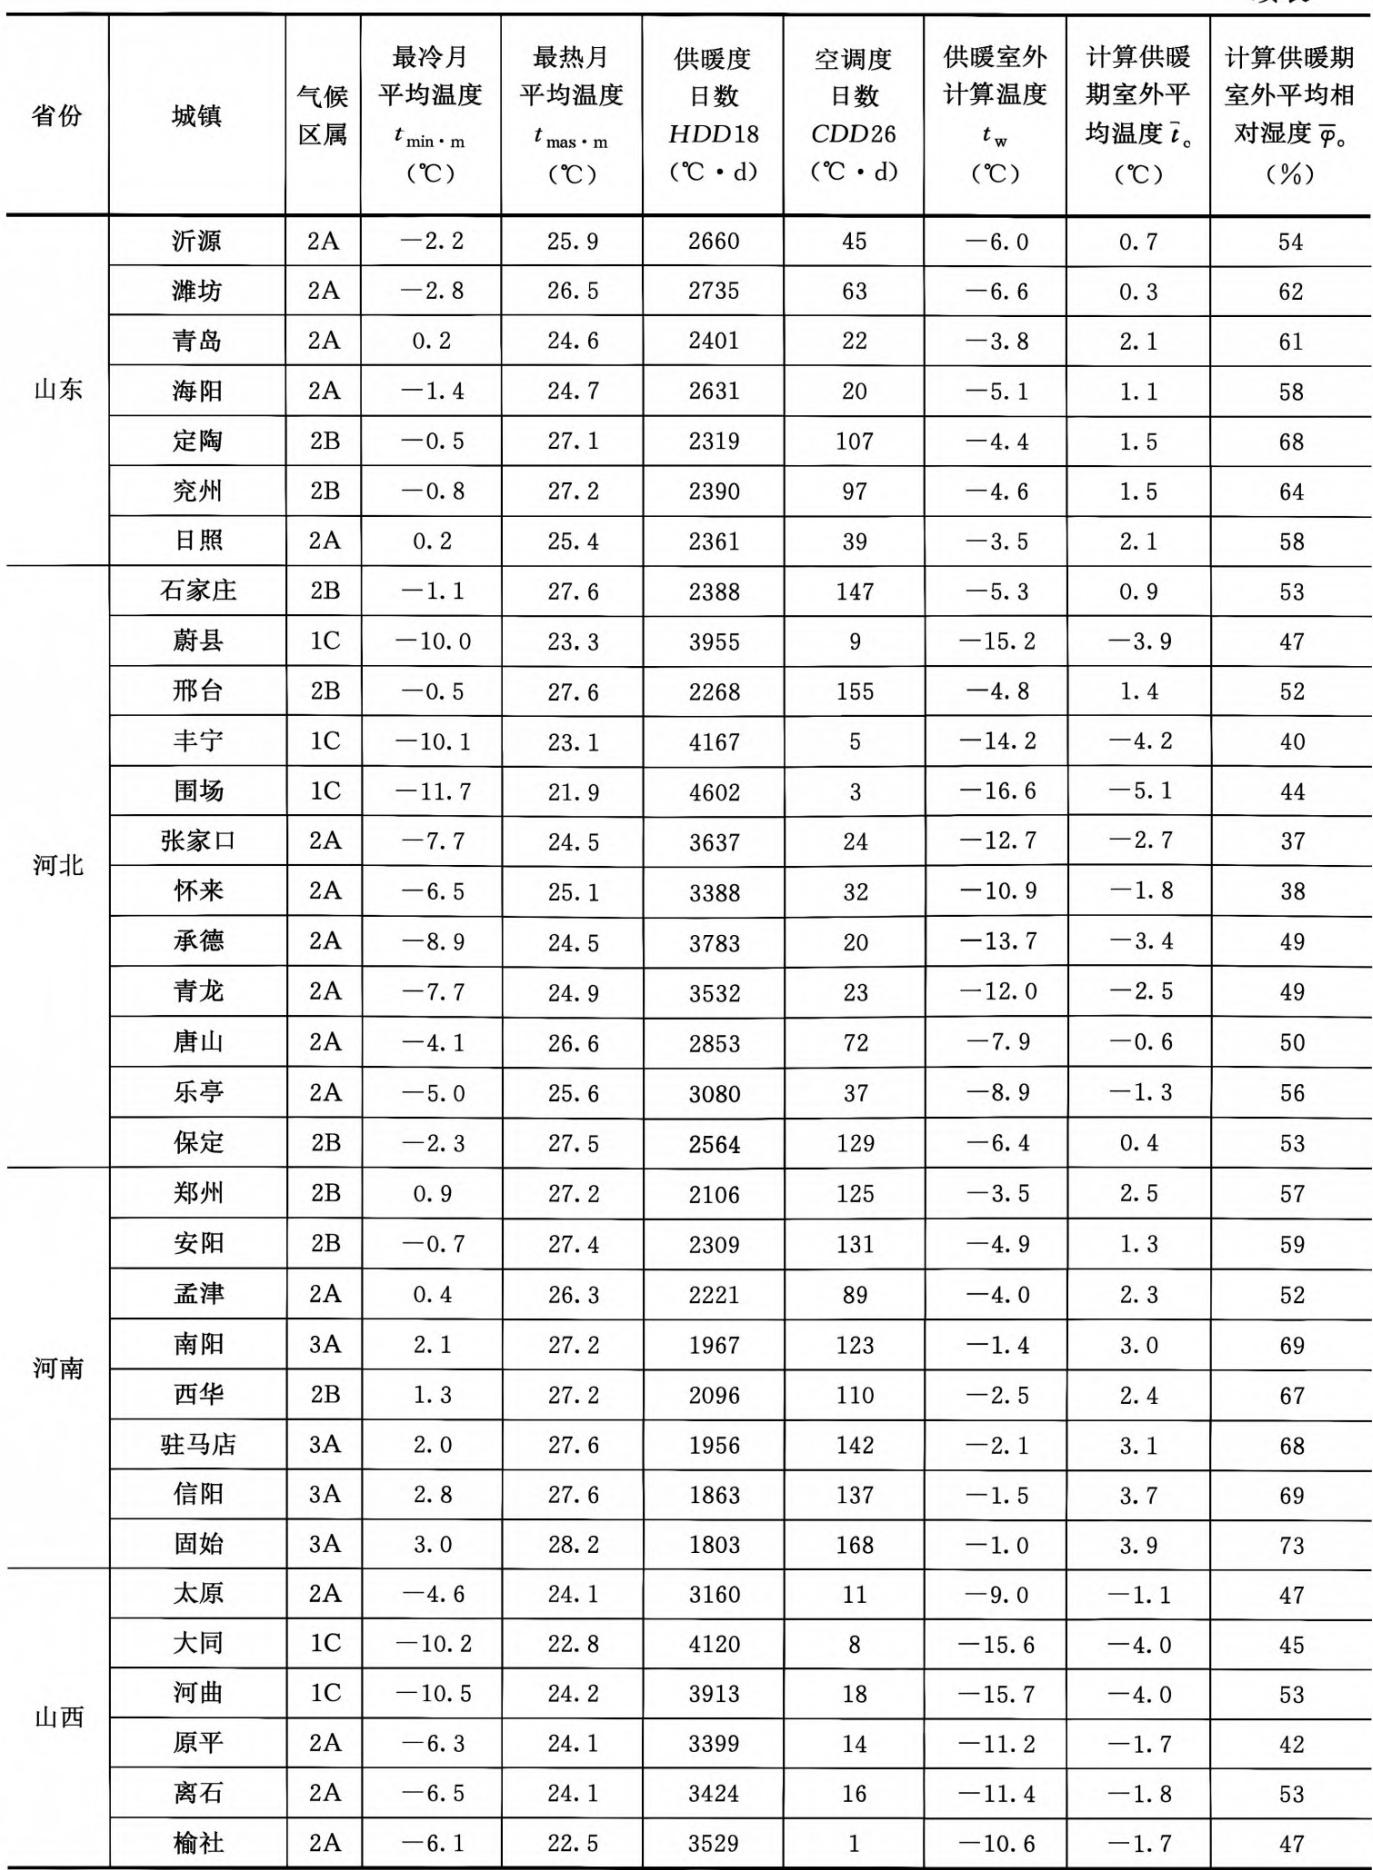 省份 城镇 气候区属 最冷月平均温度 t min·m (℃) 最热月平均温度 t mas·m (℃) 供暖度日数 HDD18 (℃·d) 空调度日数 CDD26 (℃·d) 供暖室外计算温度 t w (℃) 计算供暖期室外平均温度 t̄。 (℃) 计算供暖期室外平均相对湿度 φ̄。 (%)
山东
沂源 2A －2.2 25.9 2660 45 －6.0 0.7 54
潍坊 2A －2.8 26.5 2735 63 －6.6 0.3 62
青岛 2A 0.2 24.6 2401 22 －3.8 2.1 61
海阳 2A －1.4 24.7 2631 20 －5.1 1.1 58
定陶 2B －0.5 27.1 2319 107 －4.4 1.5 68
兖州 2B －0.8 27.2 2390 97 －4.6 1.5 64
日照 2A 0.2 25.4 2361 39 －3.5 2.1 58
河北
石家庄 2B －1.1 27.6 2388 147 －5.3 0.9 53
蔚县 1C －10.0 23.3 3955 9 －15.2 －3.9 47
邢台 2B －0.5 27.6 2268 155 －4.8 1.4 52
丰宁 1C －10.1 23.1 4167 5 －14.2 －4.2 40
围场 1C －11.7 21.9 4602 3 －16.6 －5.1 44
张家口 2A －7.7 24.5 3637 24 －12.7 －2.7 37
怀来 2A －6.5 25.1 3388 32 －10.9 －1.8 38
承德 2A －8.9 24.5 3783 20 －13.7 －3.4 49
青龙 2A －7.7 24.9 3532 23 －12.0 －2.5 49
唐山 2A －4.1 26.6 2853 72 －7.9 －0.6 50
乐亭 2A －5.0 25.6 3080 37 －8.9 －1.3 56
保定 2B －2.3 27.5 2564 129 －6.4 0.4 53
河南
郑州 2B 0.9 27.2 2106 125 －3.5 2.5 57
安阳 2B －0.7 27.4 2309 131 －4.9 1.3 59
孟津 2A 0.4 26.3 2221 89 －4.0 2.3 52
南阳 3A 2.1 27.2 1967 123 －1.4 3.0 69
西华 2B 1.3 27.2 2096 110 －2.5 2.4 67
驻马店 3A 2.0 27.6 1956 142 －2.1 3.1 68
信阳 3A 2.8 27.6 1863 137 －1.5 3.7 69
固始 3A 3.0 28.2 1803 168 －1.0 3.9 73
山西
太原 2A －4.6 24.1 3160 11 －9.0 －1.1 47
大同 1C －10.2 22.8 4120 8 －15.6 －4.0 45
河曲 1C －10.5 24.2 3913 18 －15.7 －4.0 53
原平 2A －6.3 24.1 3399 14 －11.2 －1.7 42
离石 2A －6.5 24.1 3424 16 －11.4 －1.8 53
榆社 2A －6.1 22.5 3529 1 －10.6 －1.7 47